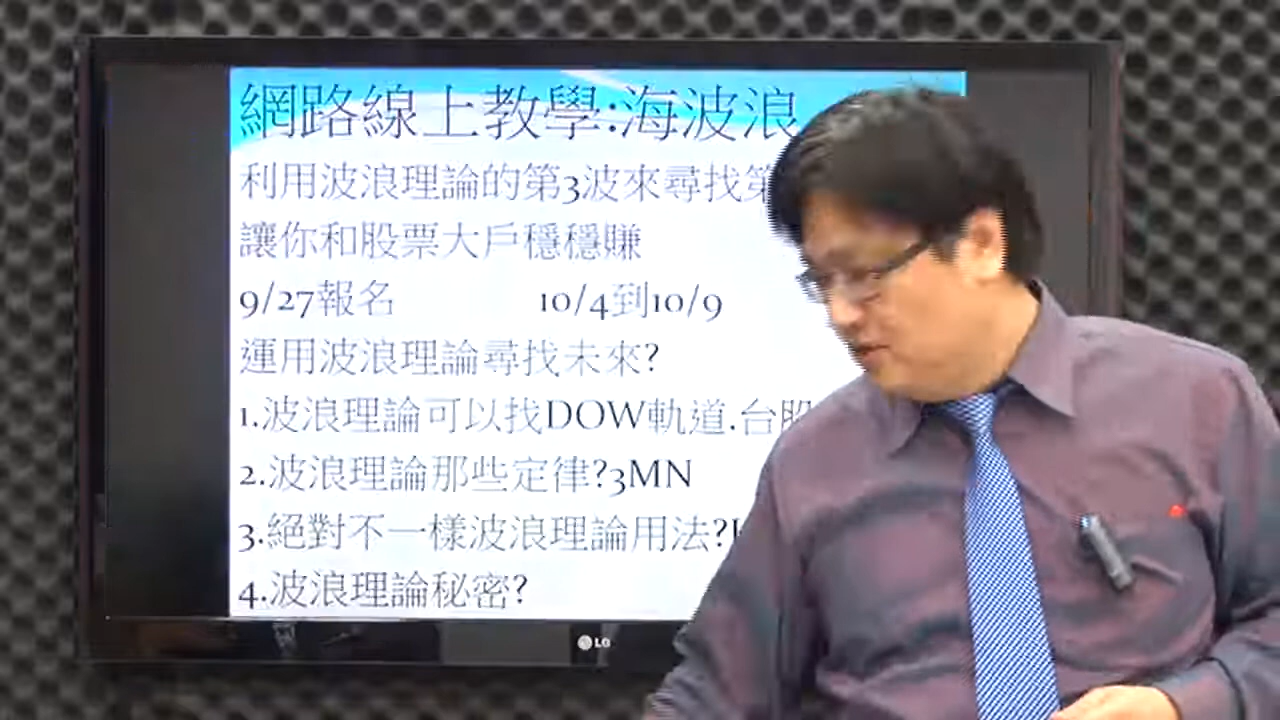 網路線上教學:海波浪
利用波浪理論的第3波來尋找第
讓你和股票大戶穩穩賺
9/27報名 10/4到10/9
運用波浪理論尋找未來?
1.波浪理論可以找DOW軌道.台股
2.波浪理論那些定律?3MN
3.絕對不一樣波浪理論用法?
4.波浪理論秘密?
LG